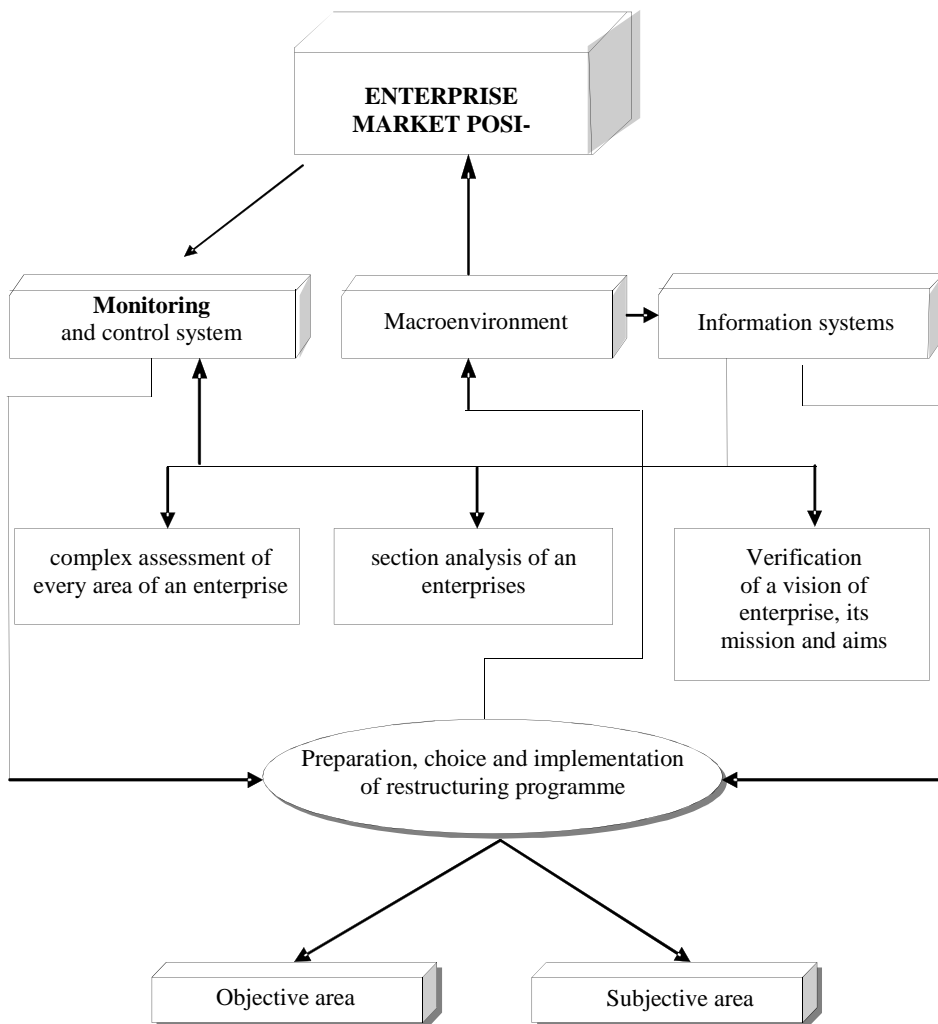 ENTERPRISE
MARKET POSI-
Monitoring
and control system
Macroenvironment
Information systems
complex assessment of
every area of an enterprise
section analysis of an
enterprises
Verification
of a vision of
enterprise, its
mission and aims
Preparation, choice and implementation
of restructuring programme
Objective area
Subjective area